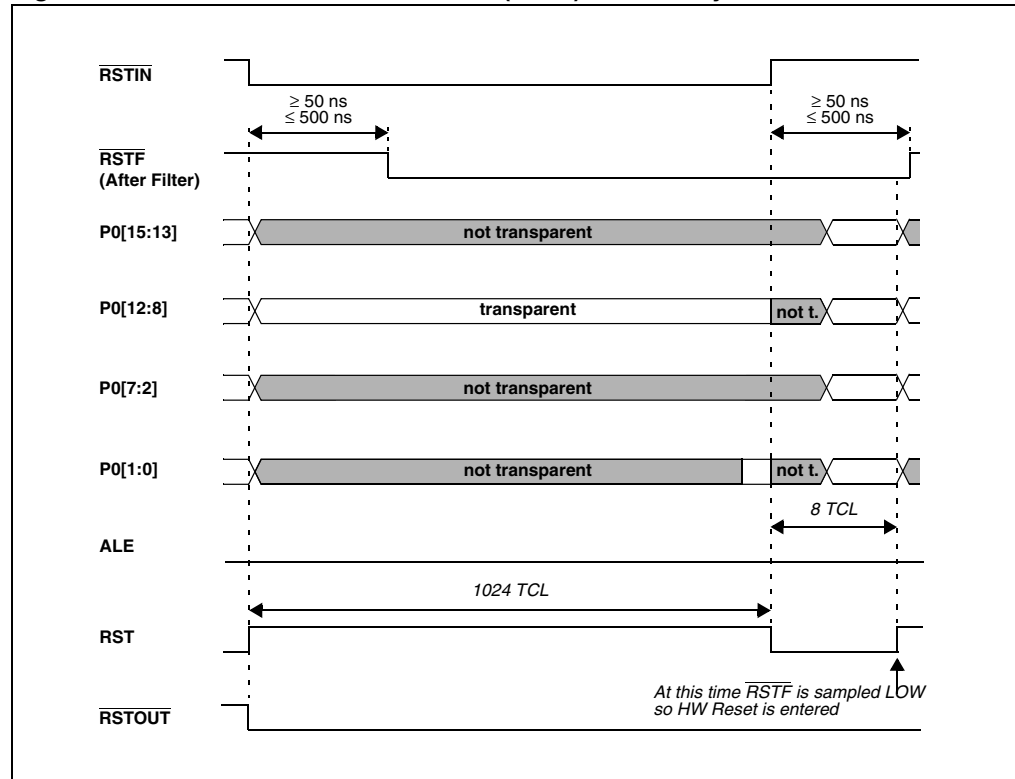 RSTIN
≥ 50 ns
≤ 500 ns
≥ 50 ns
≤ 500 ns
RSTF
(After Filter)
P0[15:13]
not transparent
P0[12:8]
transparent
not t.
P0[7:2]
not transparent
P0[1:0]
not transparent
not t.
8 TCL
ALE
1024 TCL
RST
At this time RSTF is sampled LOW
so HW Reset is entered
RSTOUT